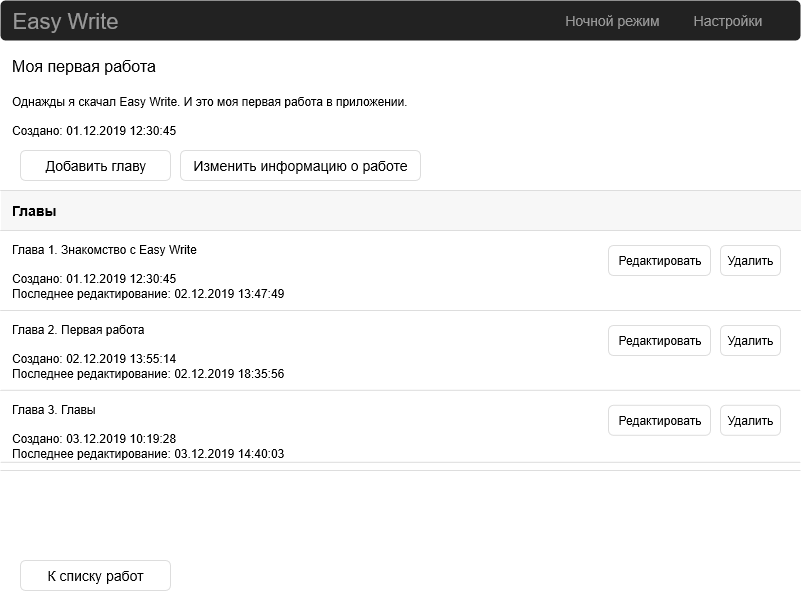 Easy Write
Ночной режим
Настройки
Моя первая работа
Однажды я скачал Easy Write. И это моя первая работа в приложении.
Создано: 01.12.2019 12:30:45
Добавить главу
Изменить информацию о работе
Главы
Глава 1. Знакомство с Easy Write
Создано: 01.12.2019 12:30:45
Последнее редактирование: 02.12.2019 13:47:49
Редактировать
Удалить
Глава 2. Первая работа
Создано: 02.12.2019 13:55:14
Последнее редактирование: 02.12.2019 18:35:56
Редактировать
Удалить
Глава 3. Главы
Создано: 03.12.2019 10:19:28
Последнее редактирование: 03.12.2019 14:40:03
Редактировать
Удалить
К списку работ